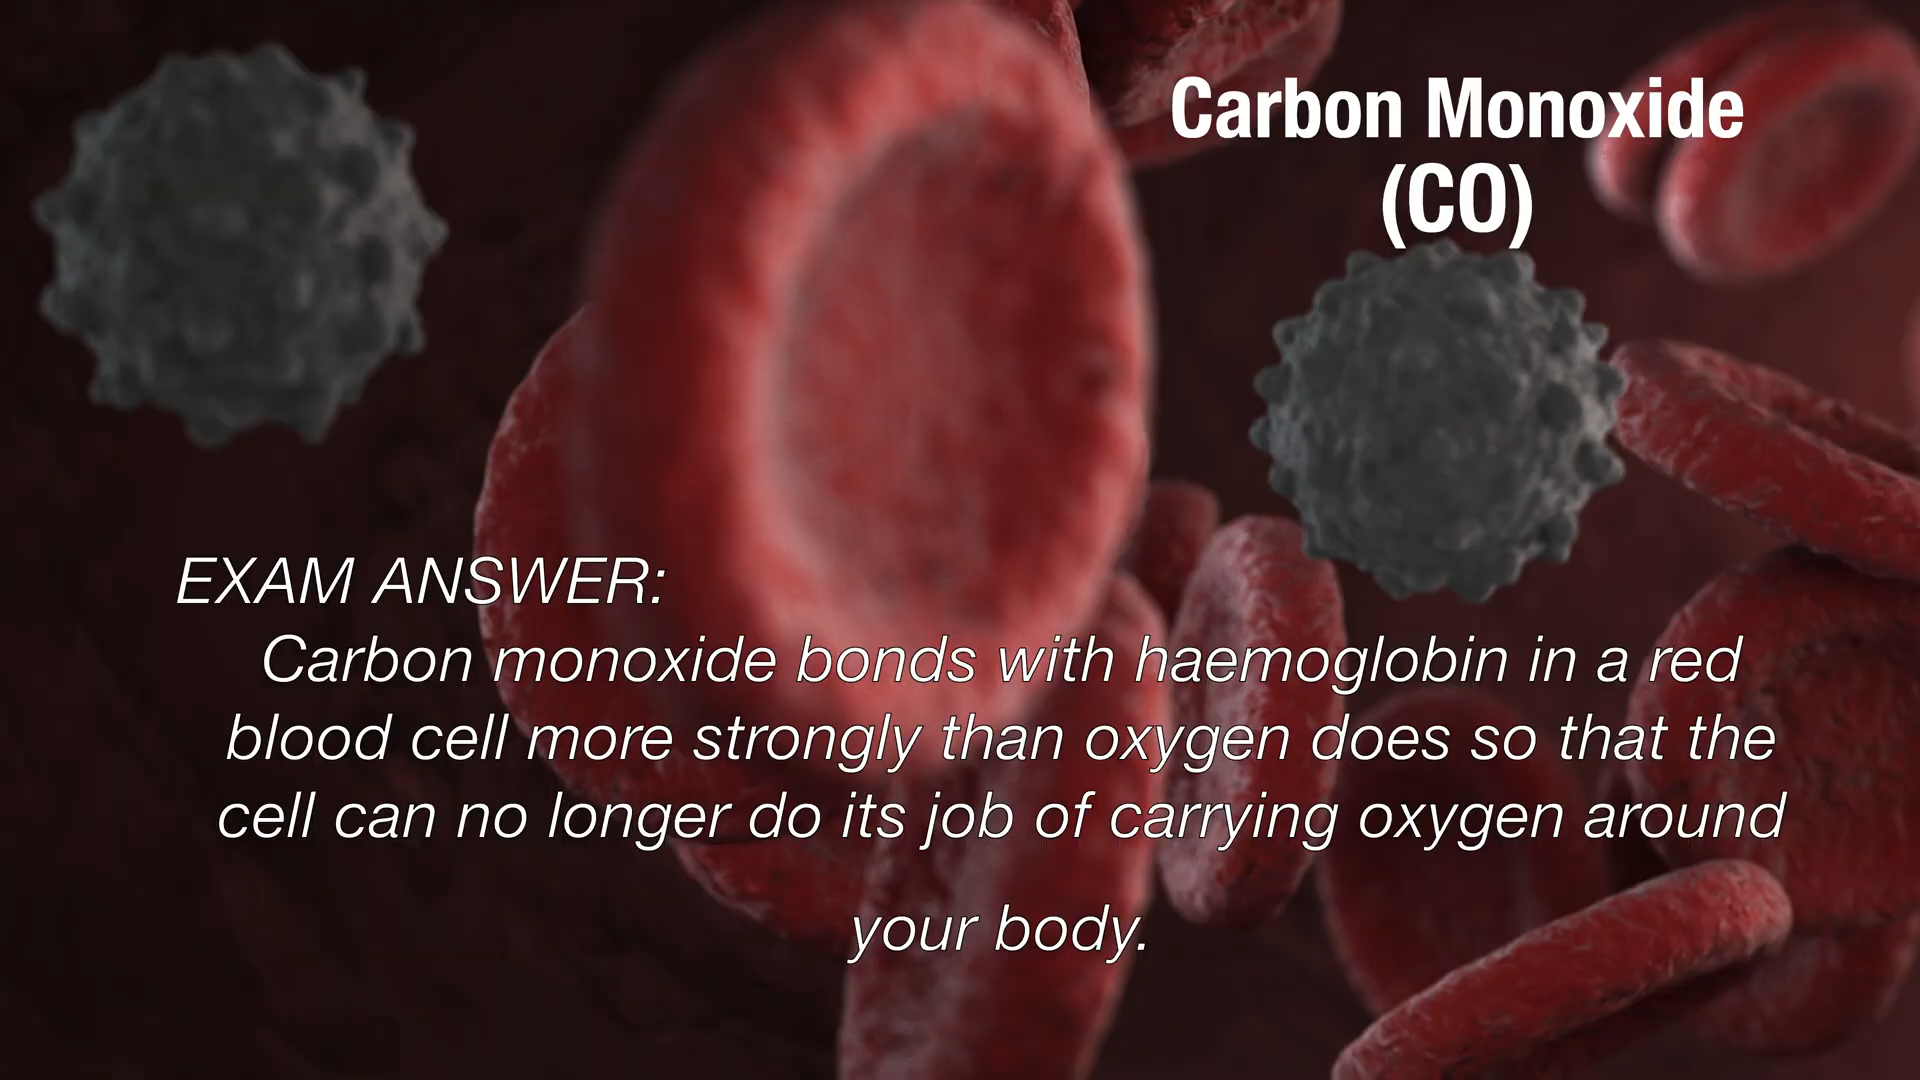 Carbon Monoxide
(CO)
EXAM ANSWER:
Carbon monoxide bonds with haemoglobin in a red
blood cell more strongly than oxygen does so that the
cell can no longer do its job of carrying oxygen around
your body.